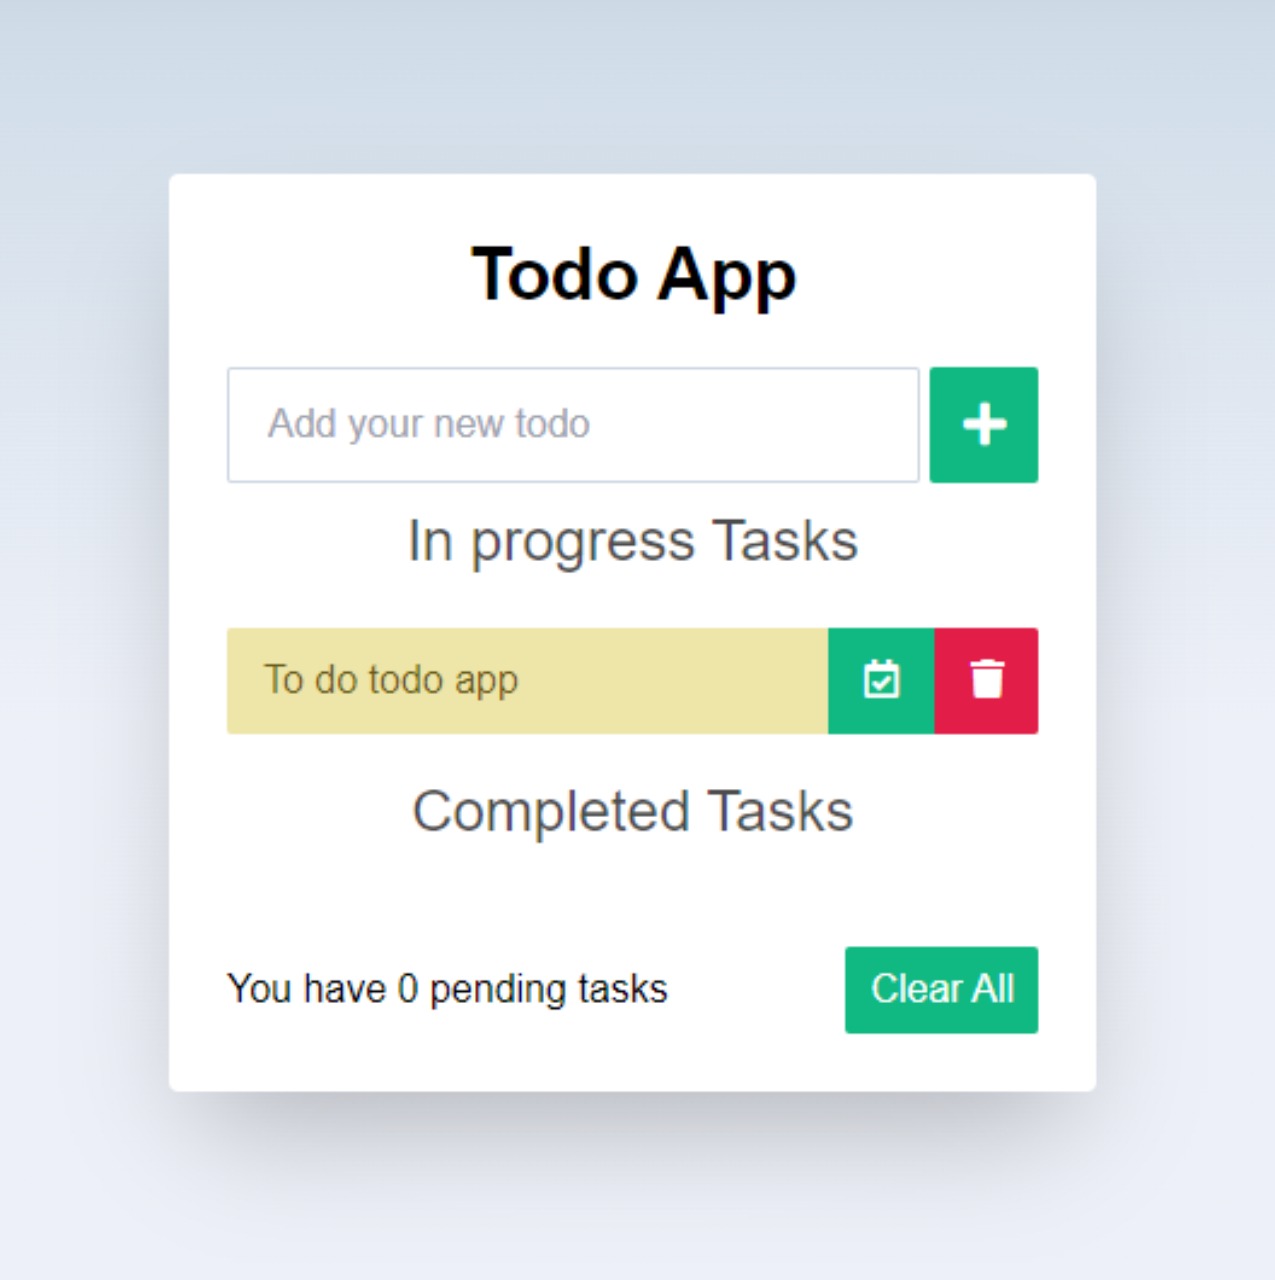 Todo App
Add your new todo
In progress Tasks
To do todo app
Completed Tasks
You have 0 pending tasks
Clear All